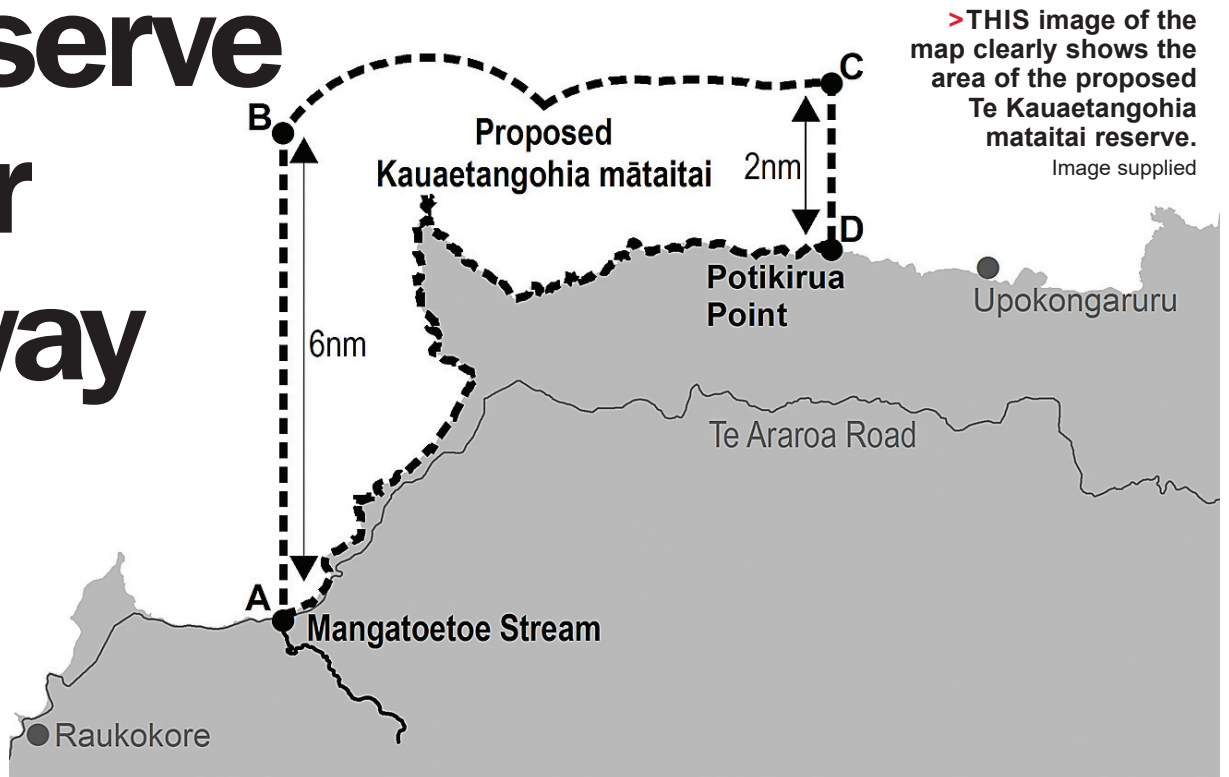 serve
r
way
>THIS image of the
map clearly shows the
area of the proposed
Te Kauaetangohia
mataitai reserve.
Image supplied
B
C
Proposed
Kauaetangohia mātaitai
2nm
D
Potikirua
Point
Upokongaruru
6nm
Te Araroa Road
A
Mangatoetoe Stream
Raukokore